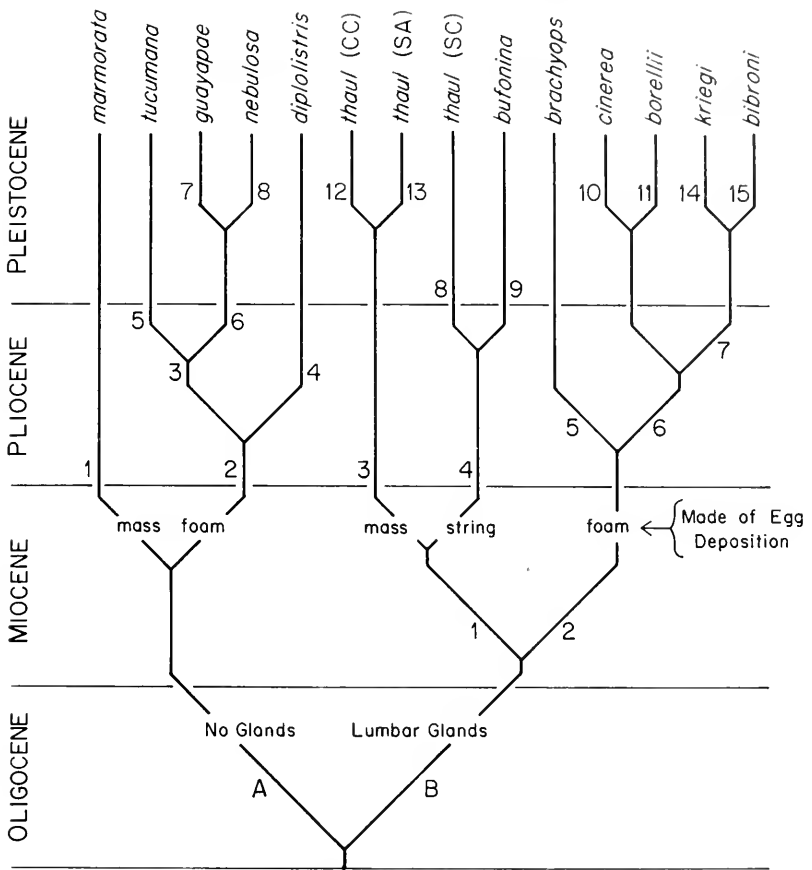 marmorata
tucumana
guayapae
nebulosa
diplolistris
thaul (CC)
thaul (SA)
thaul (SC)
bufonina
brachyops
cinerea
borellii
kriegi
bibroni
PLEISTOCENE
7 8 12 13 10 11 14 15
8 9
PLIOCENE
5 6 7
3 4
5 6
1 2 3 4
MIOCENE
mass foam mass string foam
Made of Egg
Deposition
1 2
OLIGOCENE
No Glands Lumbar Glands
A B